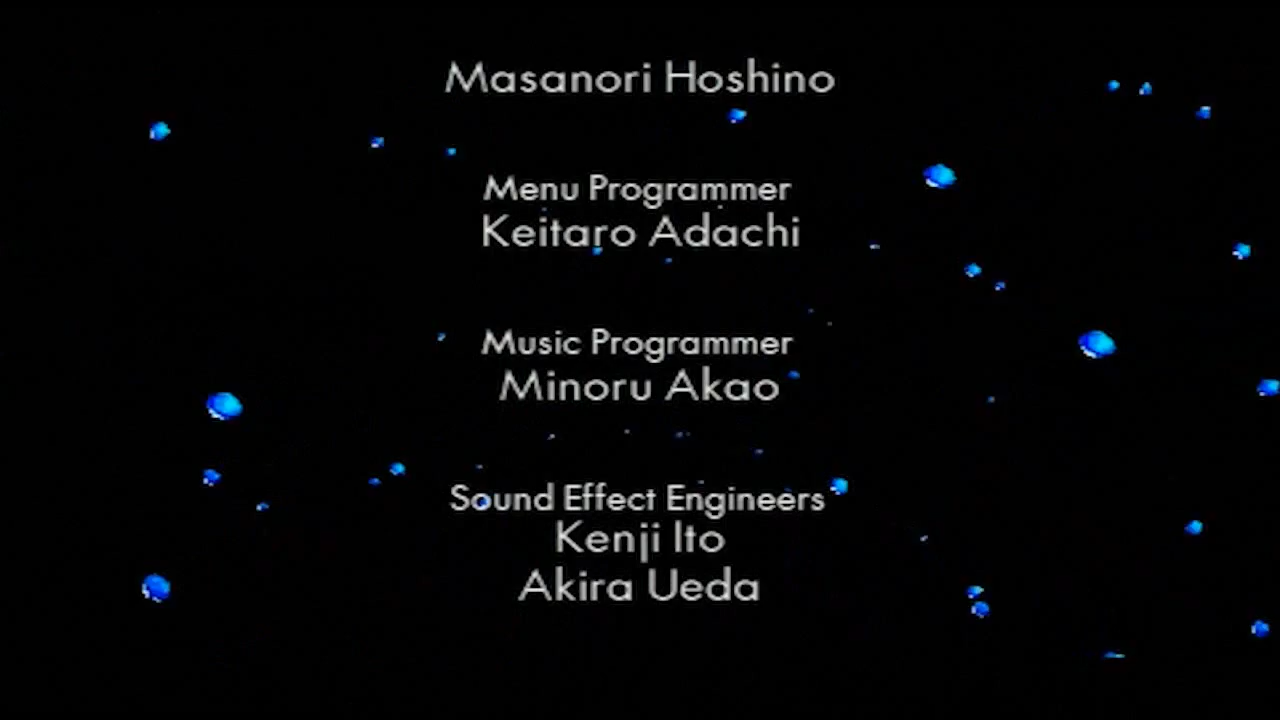 Masanori Hoshino
Menu Programmer
Keitaro Adachi
Music Programmer
Minoru Akao
Sound Effect Engineers
Kenji Ito
Akira Ueda